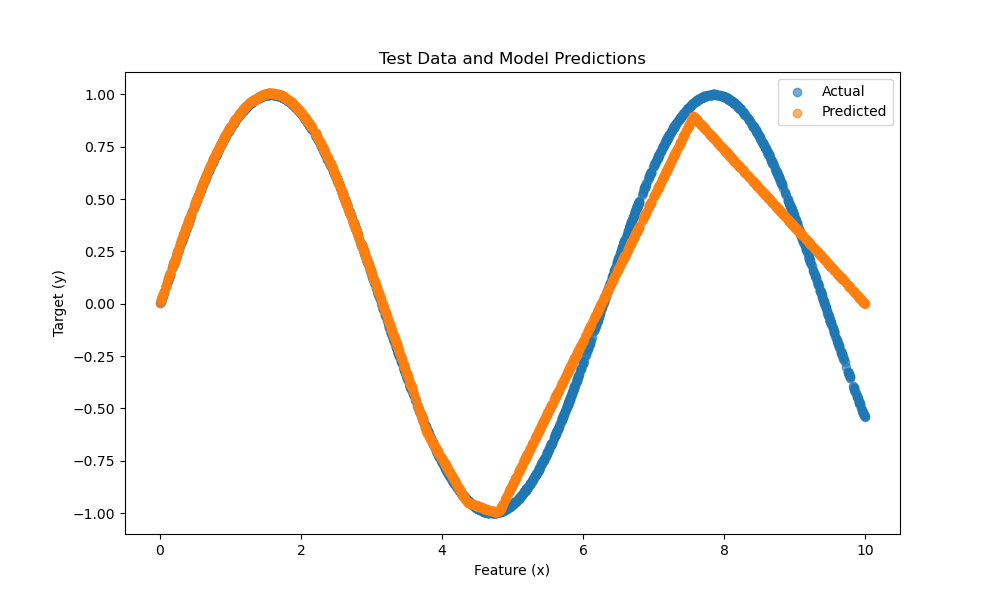 Test Data and Model Predictions
Actual
Predicted
1.00
0.75
0.50
0.25
0.00
−0.25
−0.50
−0.75
−1.00
Target (y)
0 2 4 6 8 10
Feature (x)